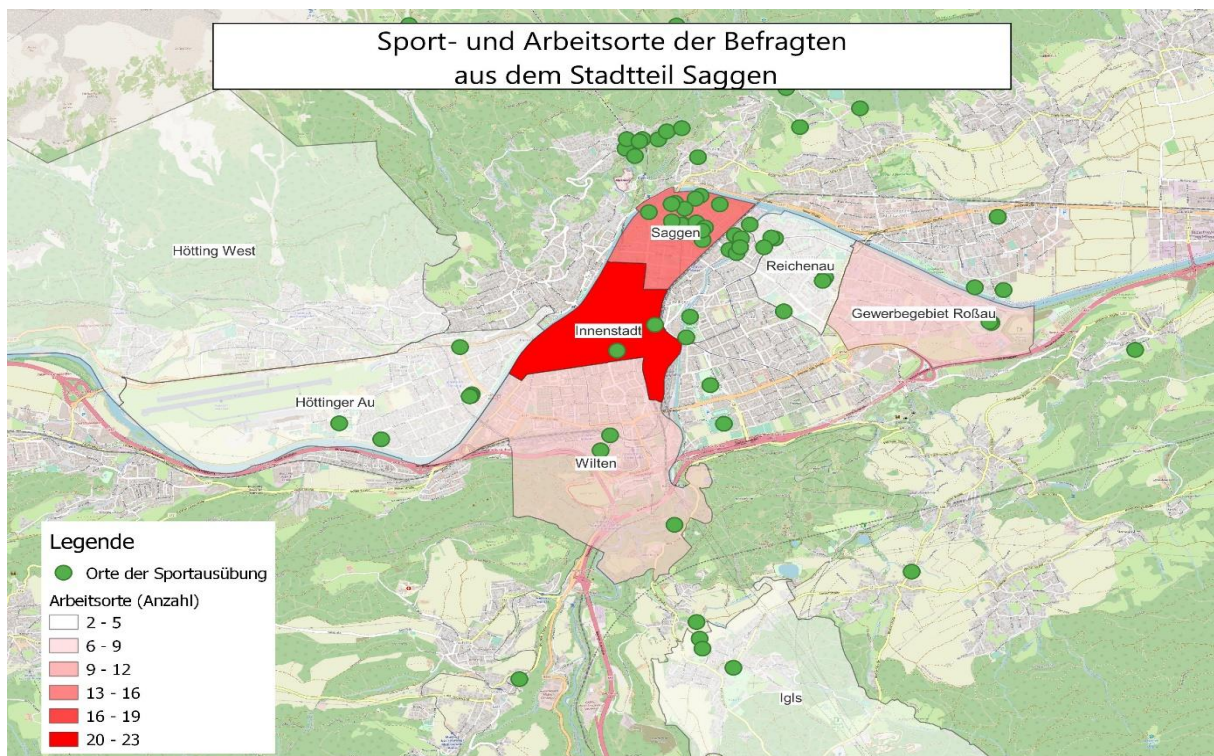 Sport- und Arbeitsorte der Befragten
aus dem Stadtteil Saggen
Saggen
Hötting West
Reichenau
Gewerbegebiet Roßau
Innenstadt
Höttinger Au
Wilten
Igls
Legende
Orte der Sportausübung
Arbeitsorte (Anzahl)
2 - 5
6 - 9
9 - 12
13 - 16
16 - 19
20 - 23